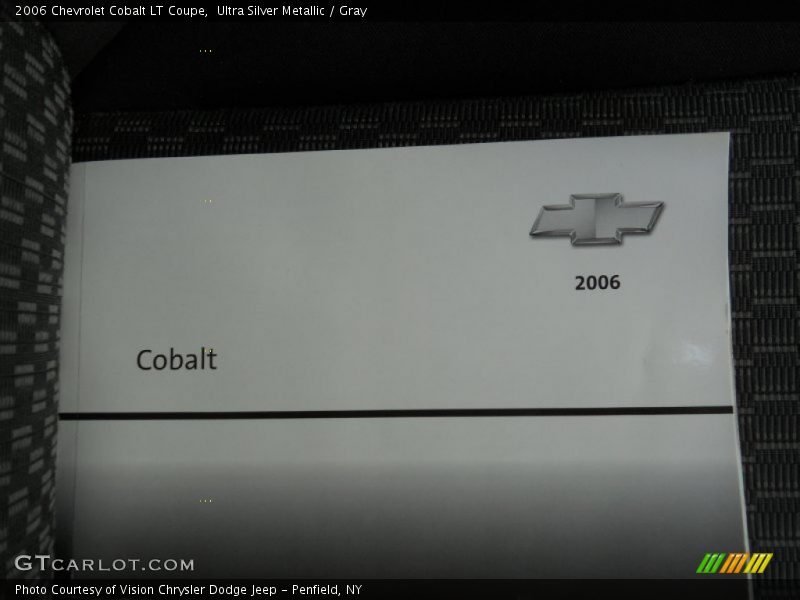 2006 Chevrolet Cobalt LT Coupe,  Ultra Silver Metallic / Gray
2006
Cobalt
GTCARLOT.COM
Photo Courtesy of Vision Chrysler Dodge Jeep - Penfield, NY